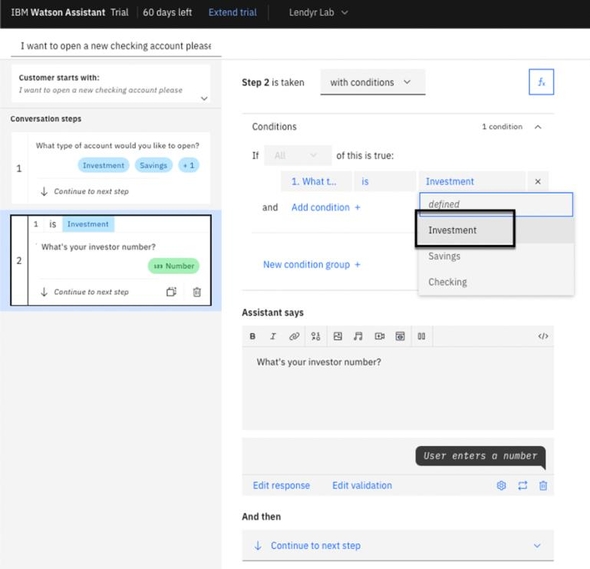 IBM Watson Assistant Trial 60 days left Extend trial Lendyr Lab
I want to open a new checking account please
Customer starts with:
I want to open a new checking account please
Conversation steps
1
What type of account would you like to open?
Investment Savings + 1
Continue to next step
2
1 is Investment
What's your investor number?
123 Number
Continue to next step
Step 2 is taken with conditions
fx
Conditions 1 condition
If All of this is true:
1. What t... is Investment ×
and Add condition +
defined
Investment
Savings
Checking
New condition group +
Assistant says
B I </>
What's your investor number?
User enters a number
Edit response Edit validation
And then
Continue to next step